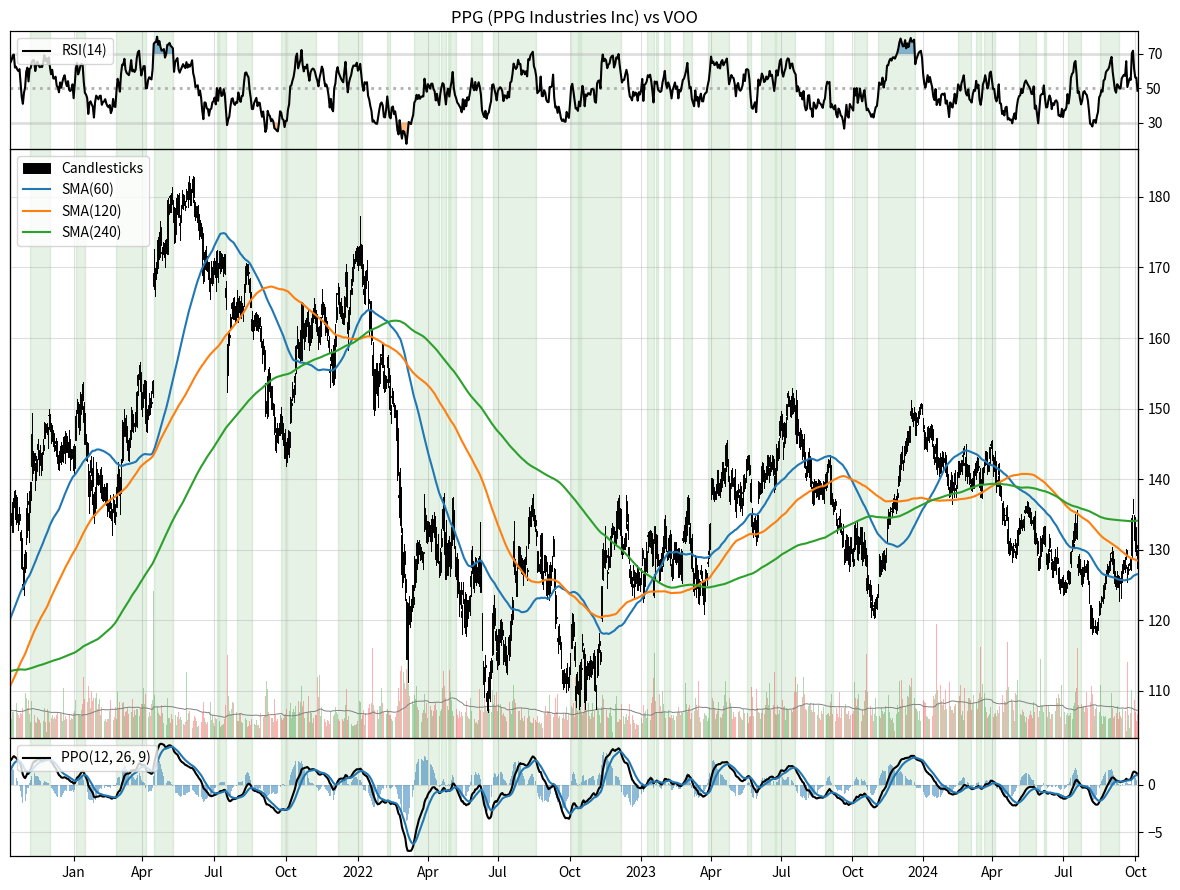 PPG (PPG Industries Inc) vs VOO
RSI(14)
70
50
30
Candlesticks
SMA(60)
SMA(120)
SMA(240)
180
170
160
150
140
130
120
110
PPO(12, 26, 9)
0
−5
Jan Apr Jul Oct 2022 Apr Jul Oct 2023 Apr Jul Oct 2024 Apr Jul Oct